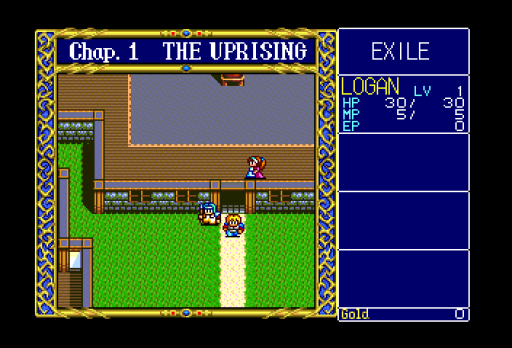 Chap. 1 THE UPRISING
EXILE
LOGAN LV 1
HP 30/ 30
MP 5/ 5
EP 0
Gold 0